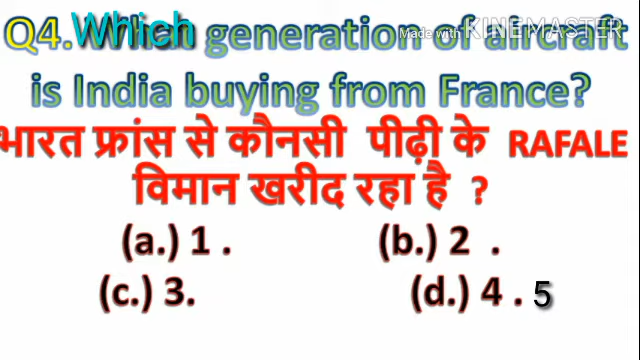 Q4.Which generation of aircraft
Made with KINEMASTER
is India buying from France?
भारत फ्रांस से कौनसी पीढ़ी के RAFALE
विमान खरीद रहा है ?
(a.) 1 . (b.) 2 .
(c.) 3. (d.) 4 . 5